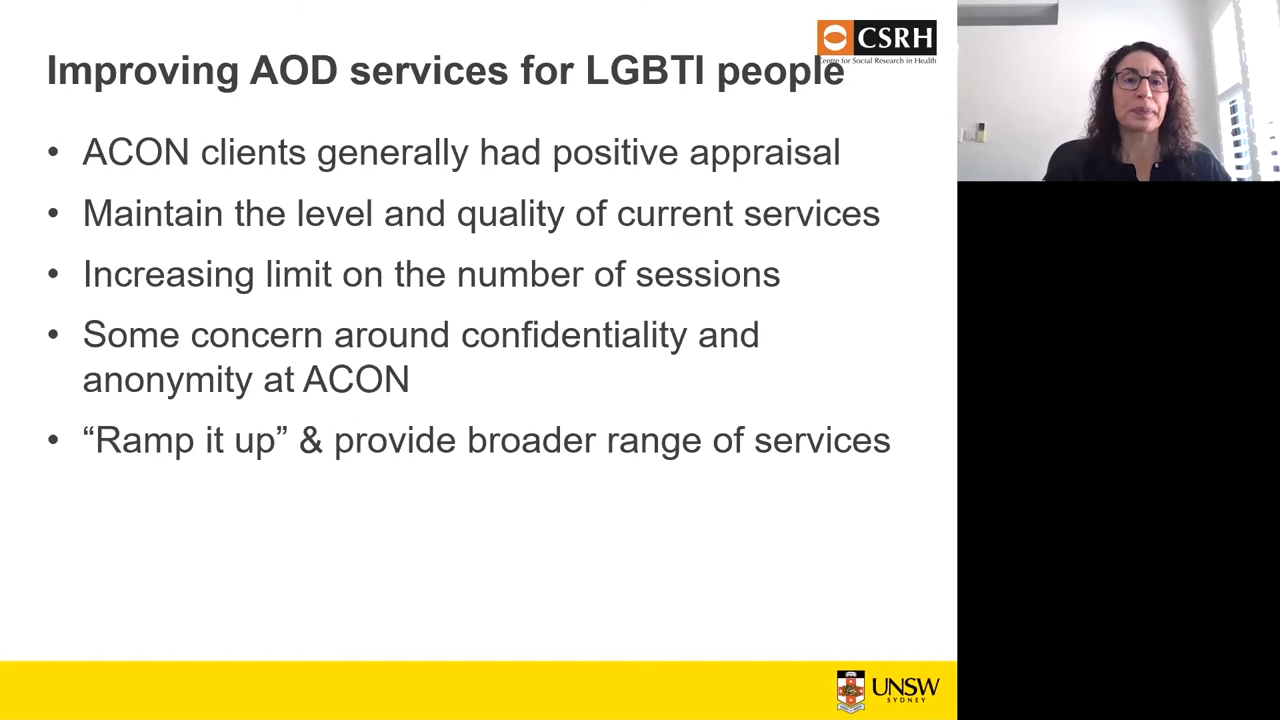 CSRH
Centre for Social Research in Health
Improving AOD services for LGBTI people
• ACON clients generally had positive appraisal
• Maintain the level and quality of current services
• Increasing limit on the number of sessions
• Some concern around confidentiality and
anonymity at ACON
• “Ramp it up” & provide broader range of services
UNSW
SYDNEY